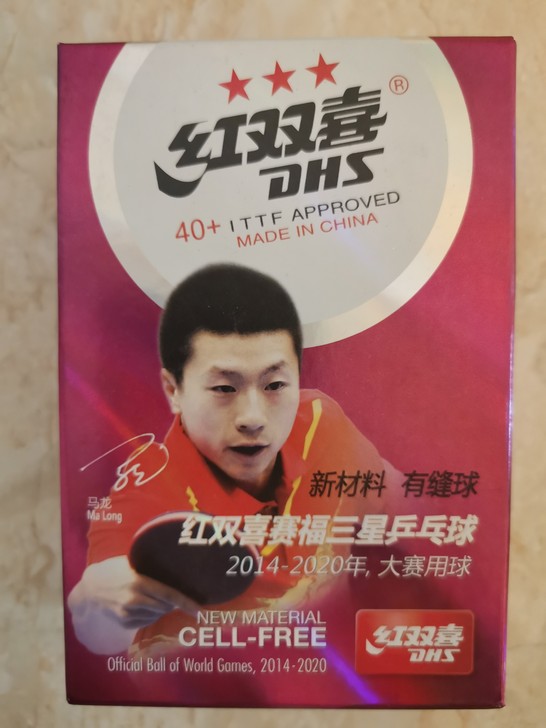 ★★★
红双喜®
DHS
40+ ITTF APPROVED
MADE IN CHINA
马龙
Ma Long
新材料 有缝球
红双喜赛福三星乒乓球
2014-2020年, 大赛用球
NEW MATERIAL
CELL-FREE
Official Ball of World Games, 2014-2020
红双喜
DHS